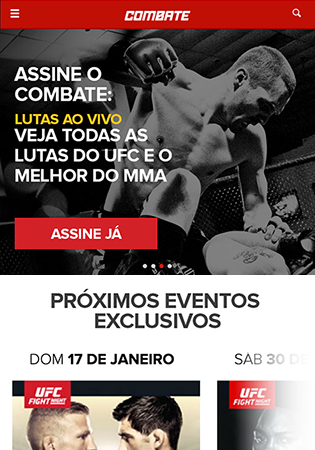 COMBATE
ASSINE O
COMBATE:
LUTAS AO VIVO
VEJA TODAS AS
LUTAS DO UFC E O
MELHOR DO MMA
ASSINE JÁ
PRÓXIMOS EVENTOS
EXCLUSIVOS
DOM 17 DE JANEIRO
SAB 30 DE
UFC
FIGHT NIGHT
UFC
FIGHT NIGHT